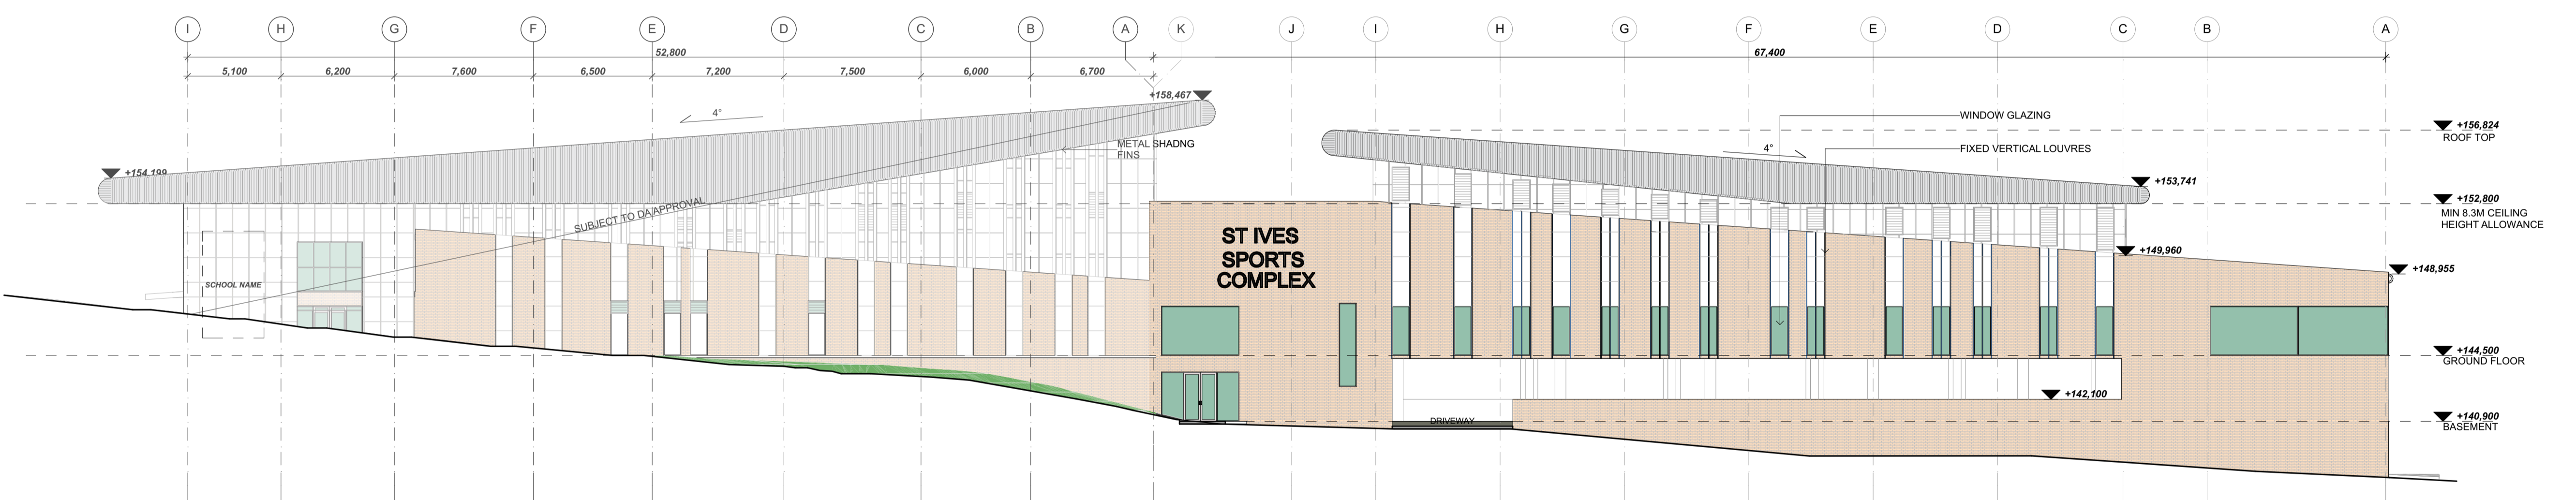 I H G F E D C B A K J I H G F E D C B A
52,800 67,400
5,100 6,200 7,600 6,500 7,200 7,500 6,000 6,700
+158,467
4°
METAL SHADNG
FINS
+154,199
SUBJECT TO DA APPROVAL
SCHOOL NAME
ST IVES
SPORTS
COMPLEX
WINDOW GLAZING
4°
FIXED VERTICAL LOUVRES
+156,824
ROOF TOP
+153,741
+152,800
MIN 8.3M CEILING
HEIGHT ALLOWANCE
+149,960
+148,955
+144,500
GROUND FLOOR
+142,100
DRIVEWAY
+140,900
BASEMENT